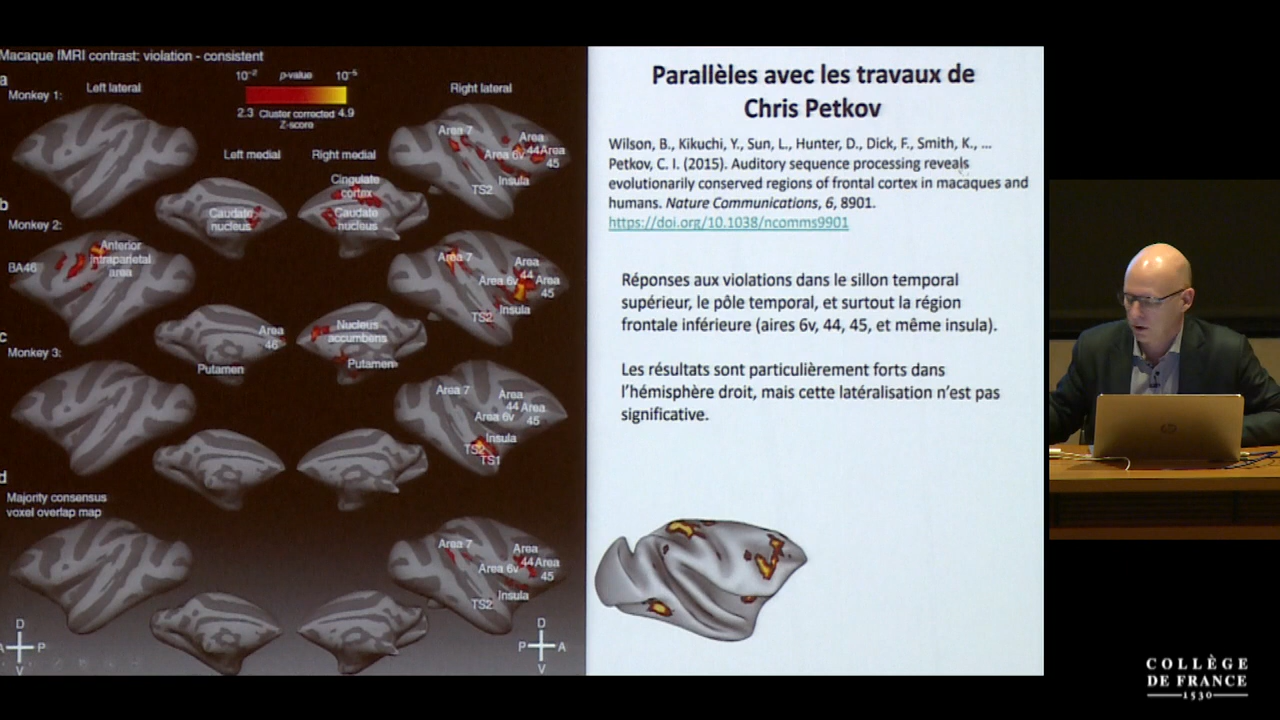 Macaque fMRI contrast: violation - consistent
a
Monkey 1:
Left lateral
10⁻² p-value 10⁻⁵
2.3 Cluster corrected 4.9
Z-score
Right lateral
Area 7
Area
44 Area
45
Area 6v
Insula
TS2
Left medial
Right medial
Caudate
nucleus
Cingulate
cortex
Caudate
nucleus
b
Monkey 2:
BA46
Anterior
intraparietal
area
Area 7
Area
44
Area 6v
Area
45
Insula
TS2
Area
46
Putamen
Nucleus
accumbens
Putamen
c
Monkey 3:
Area 7
Area
44 Area
45
Area 6v
Insula
TS2
TS1
d
Majority consensus
voxel overlap map
Area 7
Area
44 Area
45
Area 6v
Insula
TS2
D
A P
V
D
P A
V
Parallèles avec les travaux de
Chris Petkov
Wilson, B., Kikuchi, Y., Sun, L., Hunter, D., Dick, F., Smith, K., …
Petkov, C. I. (2015). Auditory sequence processing reveals
evolutionarily conserved regions of frontal cortex in macaques and
humans. Nature Communications, 6, 8901.
https://doi.org/10.1038/ncomms9901
Réponses aux violations dans le sillon temporal
supérieur, le pôle temporal, et surtout la région
frontale inférieure (aires 6v, 44, 45, et même insula).
Les résultats sont particulièrement forts dans
l’hémisphère droit, mais cette latéralisation n’est pas
significative.
hp
COLLÈGE
DE FRANCE
1530